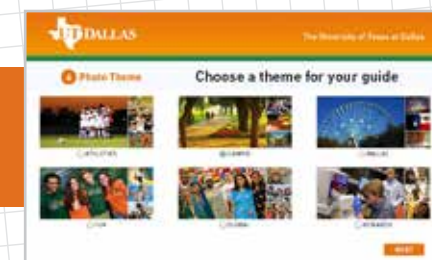 UT DALLAS
The University of Texas at Dallas
4 Photo Theme
Choose a theme for your guide
ATHLETICS
CAMPUS
DALLAS
FUN
GLOBAL
RESEARCH
NEXT